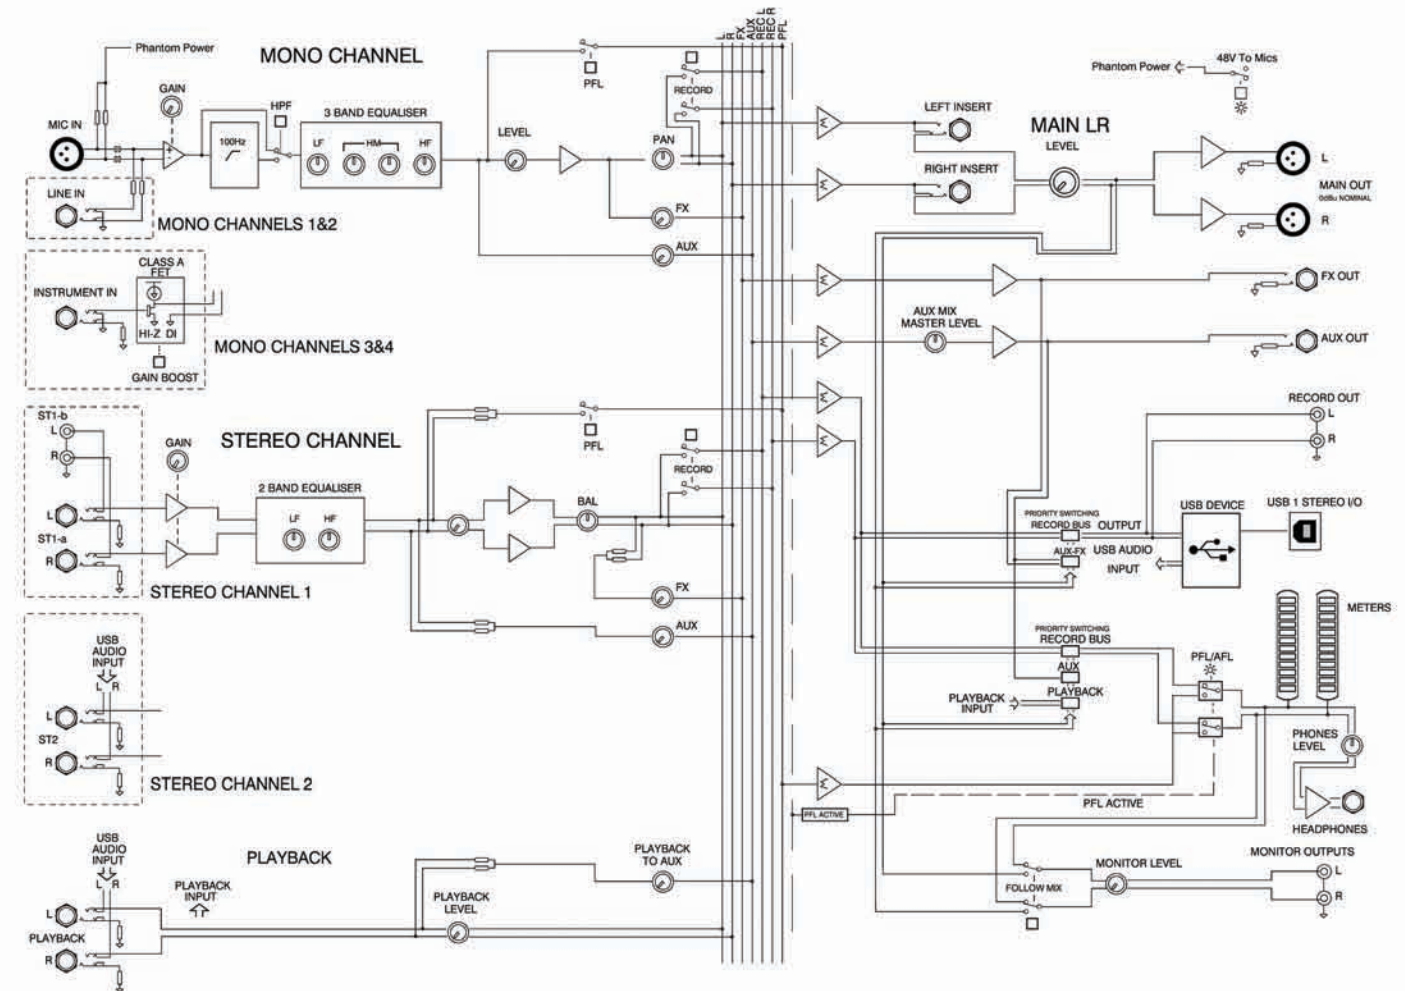 L
R
FX
AUX
REC L
REC R
PFL
Phantom Power
MONO CHANNEL
GAIN
MIC IN
HPF
100Hz
3 BAND EQUALISER
LF
HM
HF
LEVEL
PFL
RECORD
PAN
FX
AUX
LINE IN
MONO CHANNELS 1&2
CLASS A
FET
INSTRUMENT IN
HI-Z DI
GAIN BOOST
MONO CHANNELS 3&4
ST1-b
L
R
GAIN
STEREO CHANNEL
2 BAND EQUALISER
LF
HF
PFL
RECORD
BAL
L
ST1-a
R
FX
AUX
STEREO CHANNEL 1
USB
AUDIO
INPUT
L R
L
ST2
R
STEREO CHANNEL 2
USB
AUDIO
INPUT
L R
PLAYBACK
PLAYBACK
INPUT
L
PLAYBACK
R
PLAYBACK
LEVEL
PLAYBACK
TO AUX
Phantom Power
48V To Mics
LEFT INSERT
RIGHT INSERT
MAIN LR
LEVEL
L
MAIN OUT
0dBu NOMINAL
R
Σ
Σ
Σ
FX OUT
AUX MIX
MASTER LEVEL
Σ
AUX OUT
Σ
Σ
RECORD OUT
L
R
PRIORITY SWITCHING
RECORD BUS
OUTPUT
AUX-FX
USB AUDIO
INPUT
USB DEVICE
USB 1 STEREO I/O
METERS
PRIORITY SWITCHING
RECORD BUS
AUX
PLAYBACK
PLAYBACK
INPUT
PFL/AFL
PHONES
LEVEL
Σ
PFL ACTIVE
PFL ACTIVE
HEADPHONES
FOLLOW MIX
MONITOR LEVEL
MONITOR OUTPUTS
L
R